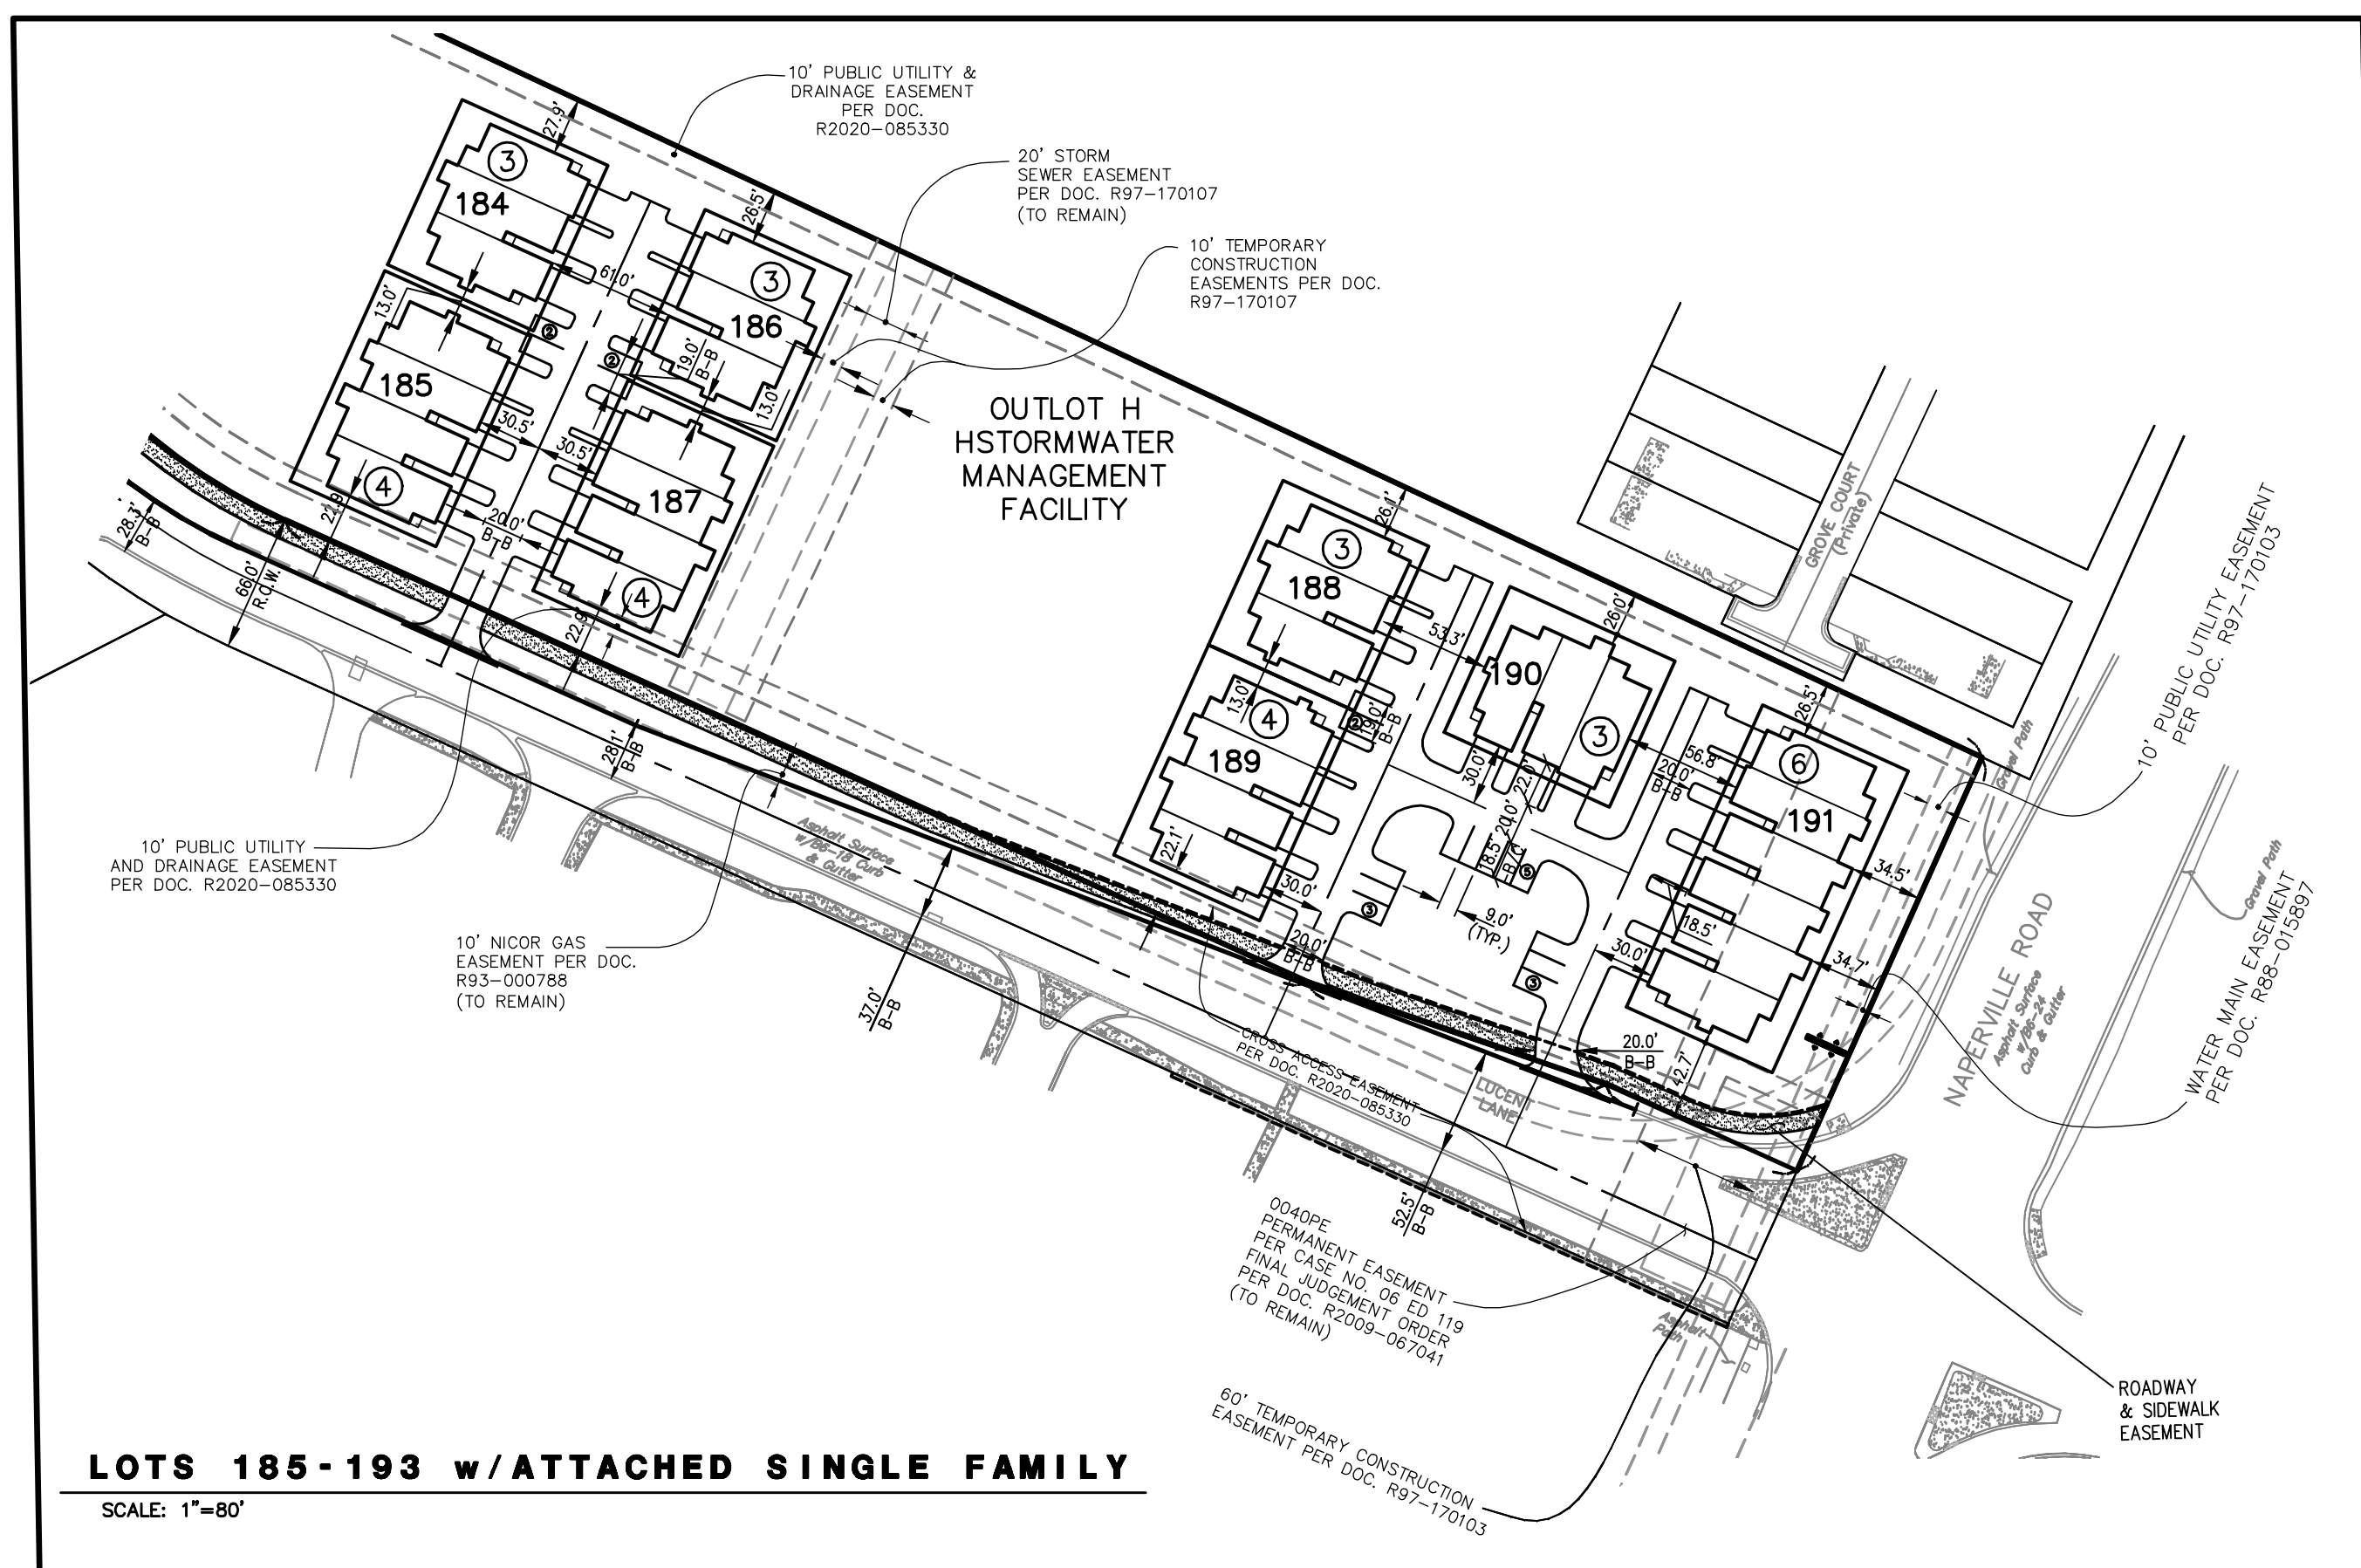 10' PUBLIC UTILITY &
DRAINAGE EASEMENT
PER DOC.
R2020-085330
20' STORM
SEWER EASEMENT
PER DOC. R97-170107
(TO REMAIN)
10' TEMPORARY
CONSTRUCTION
EASEMENTS PER DOC.
R97-170107
27.9'
3
184
26.5'
61.0'
3
186
13.0'
2
2
19.0'
B-B
13.0'
185
30.5'
30.5'
4
187
22.9'
20.0'
B-B
4
22.9'
28.3'
B-B
66.0'
R.O.W.
OUTLOT H
HSTORMWATER
MANAGEMENT
FACILITY
GROVE COURT
(Private)
26.1'
3
188
53.3'
26.0'
190
3
13.0'
4
2
19.0'
B-B
189
22.1'
30.0'
30.0'
22.0'
20.0'
18.5'
B-B/C
5
3
9.0'
(TYP.)
3
20.0'
B-B
26.5'
56.8'
20.0'
B-B
6
191
34.5'
18.5'
30.0'
34.7'
20.0'
B-B
42.7'
10' PUBLIC UTILITY EASEMENT
PER DOC. R97-170103
Gravel Path
Gravel Path
NAPERVILLE ROAD
Asphalt Surface
w/B6-24
Curb & Gutter
WATER MAIN EASEMENT
PER DOC. R88-015897
28.1'
B-B
Asphalt Surface
w/B6-18 Curb
& Gutter
37.0'
B-B
10' PUBLIC UTILITY
AND DRAINAGE EASEMENT
PER DOC. R2020-085330
10' NICOR GAS
EASEMENT PER DOC.
R93-000788
(TO REMAIN)
CROSS ACCESS EASEMENT
PER DOC. R2020-085330
LUCENT
LANE
52.5'
B-B
0040PE
PERMANENT EASEMENT
PER CASE NO. 06 ED 119
FINAL JUDGEMENT ORDER
PER DOC. R2009-067041
(TO REMAIN)
Asphalt
Path
60' TEMPORARY CONSTRUCTION
EASEMENT PER DOC. R97-170103
ROADWAY
& SIDEWALK
EASEMENT
LOTS 185-193 w/ATTACHED SINGLE FAMILY
SCALE: 1"=80'